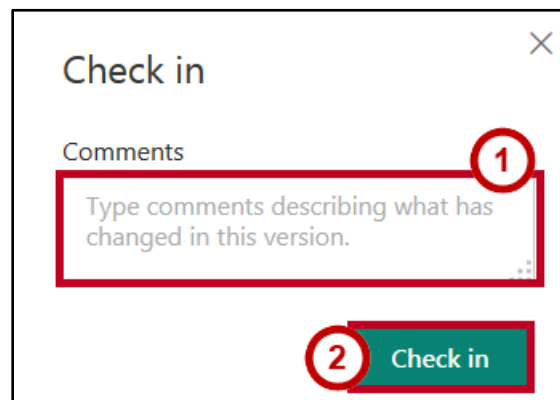 Check in
Comments
1
Type comments describing what has
changed in this version.
2
Check in